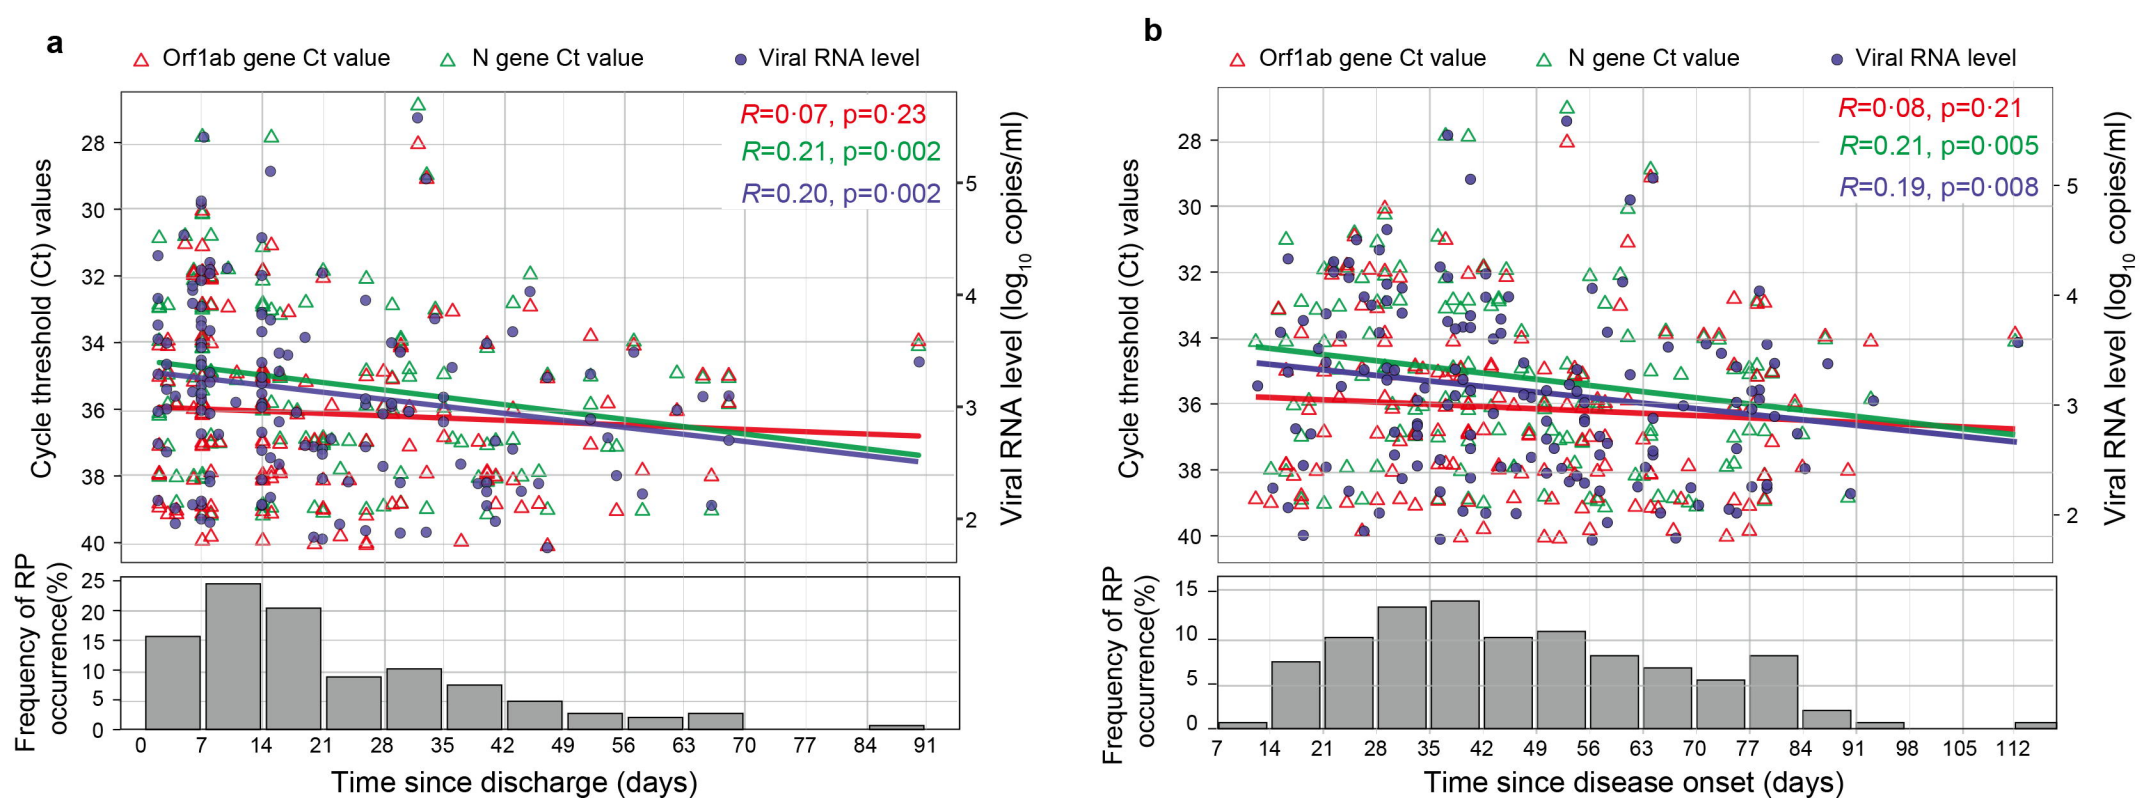 a
Orf1ab gene Ct value
N gene Ct value
Viral RNA level
R=0·07, p=0·23
R=0.21, p=0·002
R=0.20, p=0·002
Cycle threshold (Ct) values
28
30
32
34
36
38
40
Viral RNA level (log10 copies/ml)
5
4
3
2
Frequency of RP
occurrence(%)
25
20
15
10
5
0
0 7 14 21 28 35 42 49 56 63 70 77 84 91
Time since discharge (days)
b
Orf1ab gene Ct value
N gene Ct value
Viral RNA level
R=0·08, p=0·21
R=0.21, p=0·005
R=0.19, p=0·008
Cycle threshold (Ct) values
28
30
32
34
36
38
40
Viral RNA level (log10 copies/ml)
5
4
3
2
Frequency of RP
occurrence(%)
15
10
5
0
7 14 21 28 35 42 49 56 63 70 77 84 91 98 105 112
Time since disease onset (days)